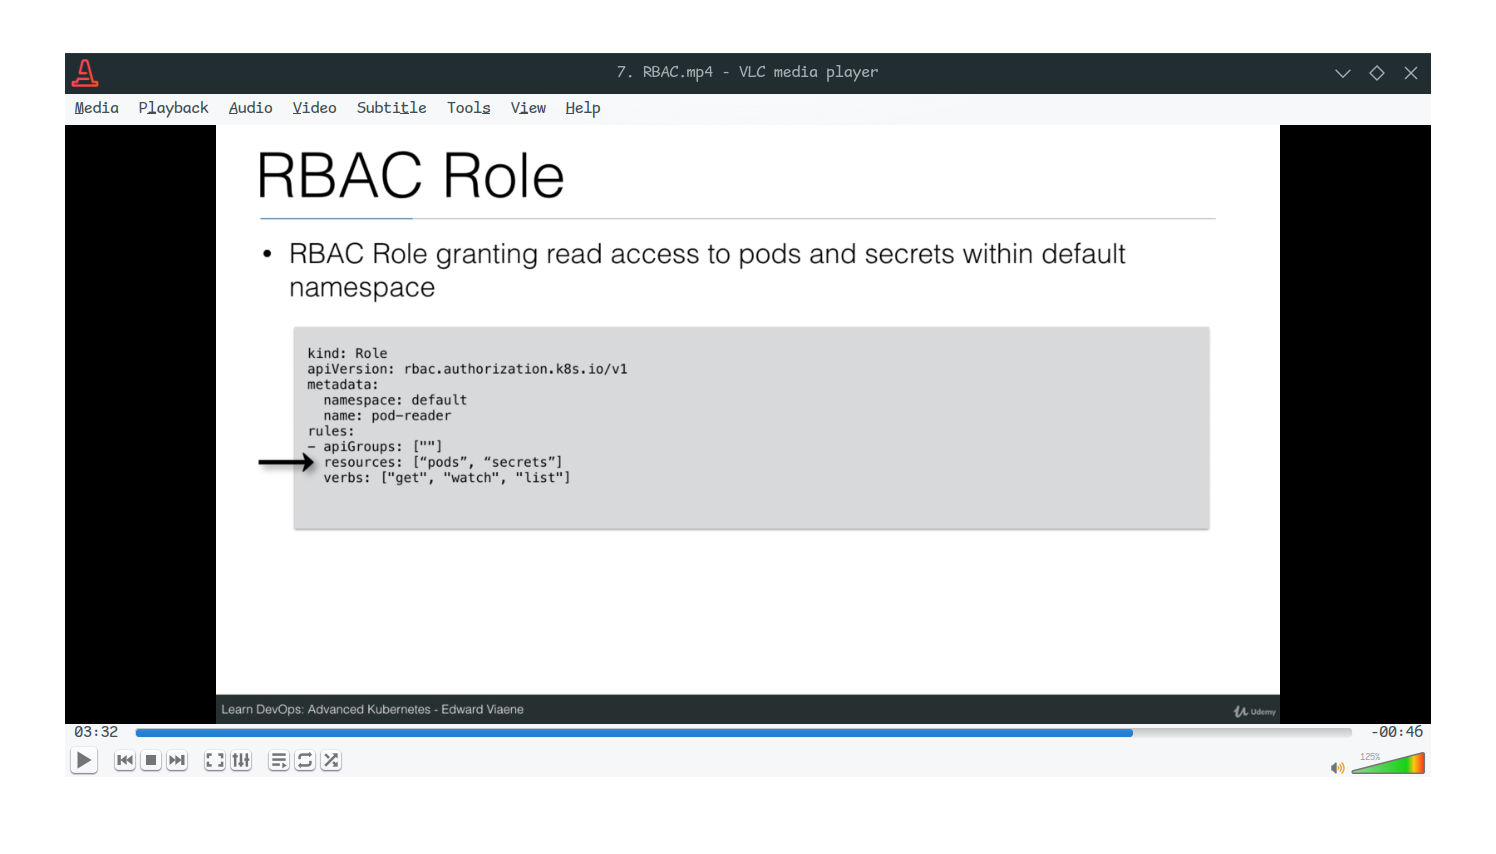 7. RBAC.mp4 - VLC media player
Media Playback Audio Video Subtitle Tools View Help
RBAC Role
• RBAC Role granting read access to pods and secrets within default
namespace
kind: Role
apiVersion: rbac.authorization.k8s.io/v1
metadata:
  namespace: default
  name: pod-reader
rules:
- apiGroups: [""]
  resources: [“pods”, “secrets”]
  verbs: ["get", "watch", "list"]
Learn DevOps: Advanced Kubernetes - Edward Viaene
Udemy
03:32
-00:46
125%